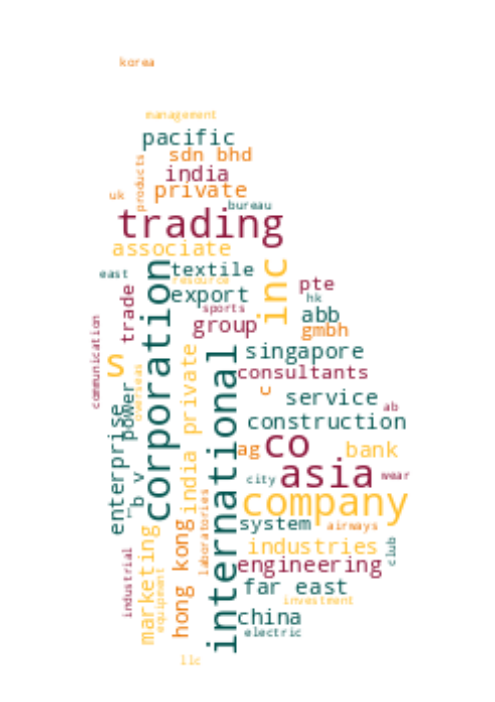 korea
management
pacific
sdn bhd
products
india
private
uk
bureau
trading
associate
east
textile
resource
inc
corporation
export
pte
hk
trade
sports
abb
group
gmbh
communication
s
singapore
international
india private
overseas
consultants
power
c
service
ab
enterprise
construction
co
ag
bank
b v
r
city
asia
wear
company
laboratories
system
airways
hong kong
marketing
industries
club
engineering
industrial
equipment
far east
investment
china
electric
llc